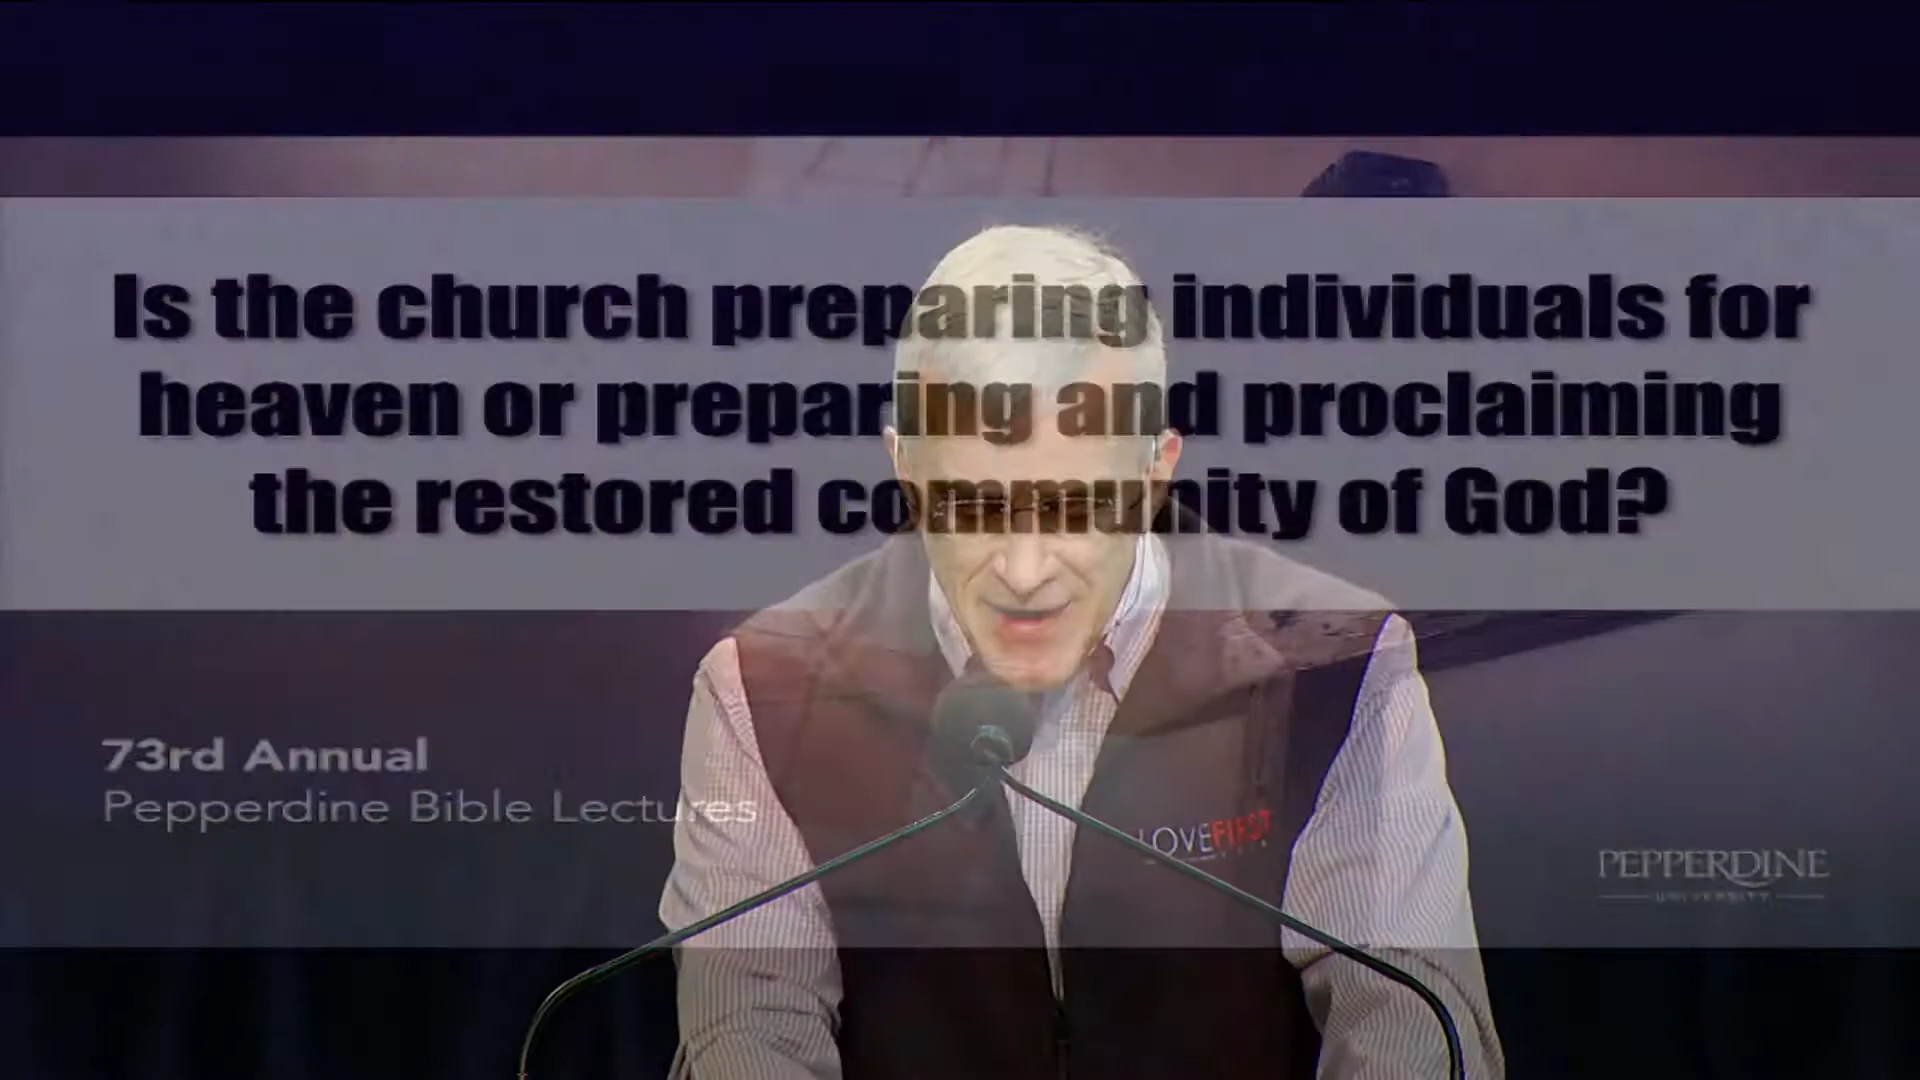 Is the church preparing individuals for
heaven or preparing and proclaiming
the restored community of God?
73rd Annual
Pepperdine Bible Lectures
LOVEFIRST
PEPPERDINE
UNIVERSITY